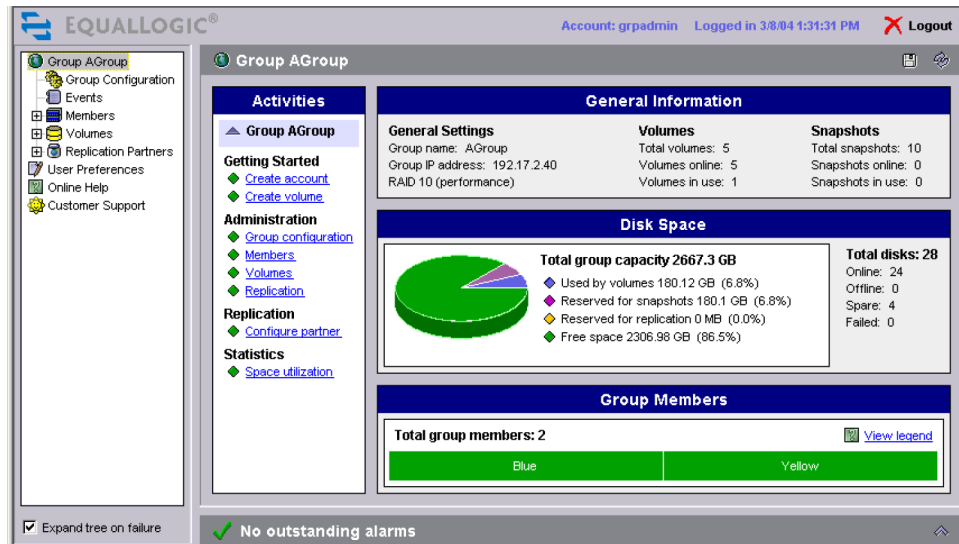 EQUALLOGIC®
Account: grpadmin Logged in 3/8/04 1:31:31 PM Logout
Group AGroup
Group Configuration
Events
Members
Volumes
Replication Partners
User Preferences
Online Help
Customer Support
Expand tree on failure
Group AGroup
Activities
Group AGroup
Getting Started
Create account
Create volume
Administration
Group configuration
Members
Volumes
Replication
Replication
Configure partner
Statistics
Space utilization
General Information
General Settings
Group name: AGroup
Group IP address: 192.17.2.40
RAID 10 (performance)
Volumes
Total volumes: 5
Volumes online: 5
Volumes in use: 1
Snapshots
Total snapshots: 10
Snapshots online: 0
Snapshots in use: 0
Disk Space
Total group capacity 2667.3 GB
Used by volumes 180.12 GB (6.8%)
Reserved for snapshots 180.1 GB (6.8%)
Reserved for replication 0 MB (0.0%)
Free space 2306.98 GB (86.5%)
Total disks: 28
Online: 24
Offline: 0
Spare: 4
Failed: 0
Group Members
Total group members: 2
View legend
Blue
Yellow
No outstanding alarms